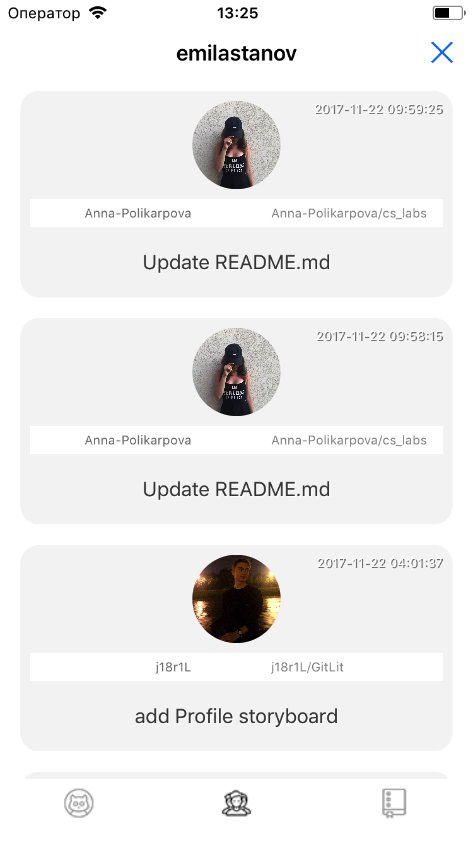 Оператор 13:25
emilastanov
2017-11-22 09:59:25
Anna-Polikarpova Anna-Polikarpova/cs_labs
Update README.md
2017-11-22 09:58:15
Anna-Polikarpova Anna-Polikarpova/cs_labs
Update README.md
2017-11-22 04:01:37
j18r1L j18r1L/GitLit
add Profile storyboard